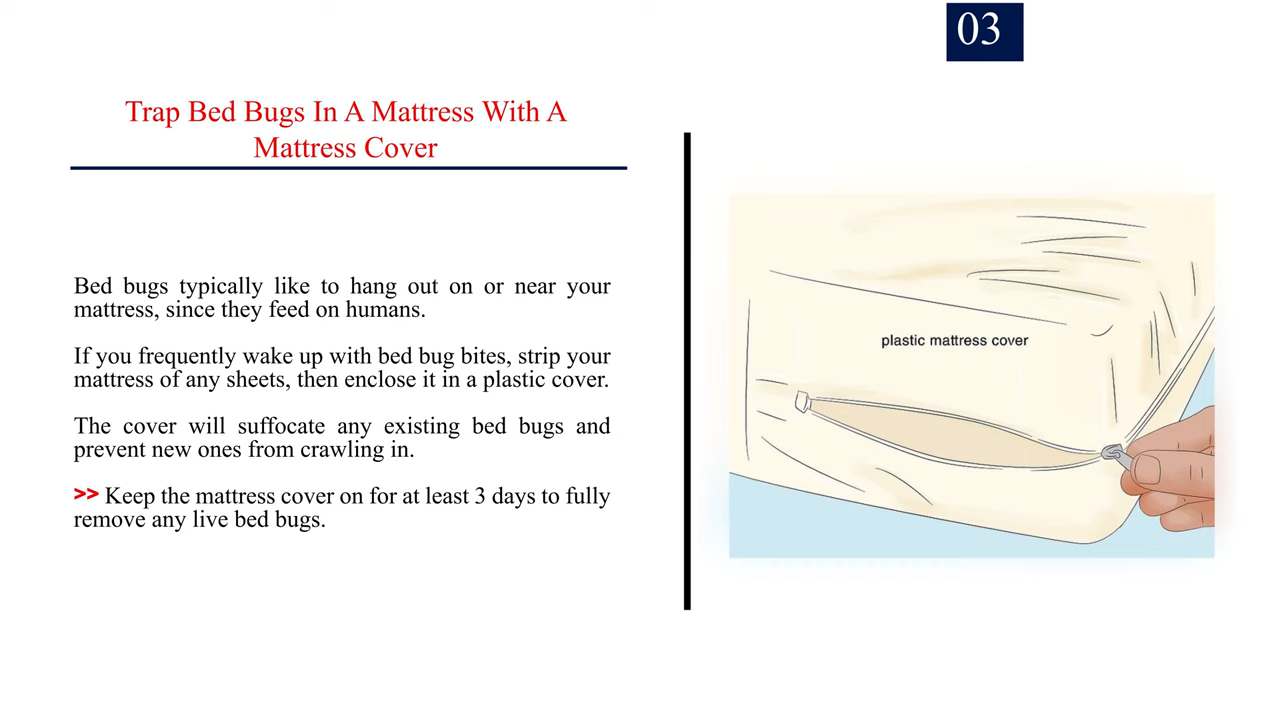 03
Trap Bed Bugs In A Mattress With A
Mattress Cover
Bed bugs typically like to hang out on or near your
mattress, since they feed on humans.
If you frequently wake up with bed bug bites, strip your
mattress of any sheets, then enclose it in a plastic cover.
The cover will suffocate any existing bed bugs and
prevent new ones from crawling in.
>> Keep the mattress cover on for at least 3 days to fully
remove any live bed bugs.
plastic mattress cover